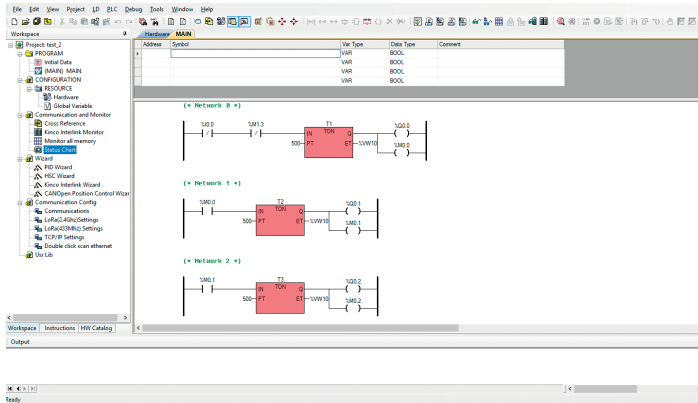 File Edit View Project LD PLC Debug Tools Window Help
Workspace
Hardware MAIN
Project: test_2
PROGRAM
Initial Data
(MAIN) MAIN
CONFIGURATION
RESOURCE
Hardware
Global Variable
Communication and Monitor
Cross Reference
Kinco Interlink Monitor
Monitor all memory
Status Chart
Wizard
PID Wizard
HSC Wizard
Kinco Interlink Wizard
CANOpen Position Control Wizar
Communication Config
Communications
LoRa(2,4Ghz)Settings
LoRa(433Mhz) Settings
TCP/IP Settings
Double click scan ethernet
Usr Lib
Workspace Instructions HW Catalog
Address Symbol Var Type Data Type Comment
VAR BOOL
VAR BOOL
VAR BOOL
VAR BOOL
(* Network 0 *)
%I0.0 %M1.3 T1 %Q0.0
IN TON Q
500 PT ET %VW10 %M0.0
(* Network 1 *)
%M0.0 T2 %Q0.1
IN TON Q
500 PT ET %VW10 %M0.1
(* Network 2 *)
%M0.1 T3 %Q0.2
IN TON Q
500 PT ET %VW10 %M0.2
Output
Ready